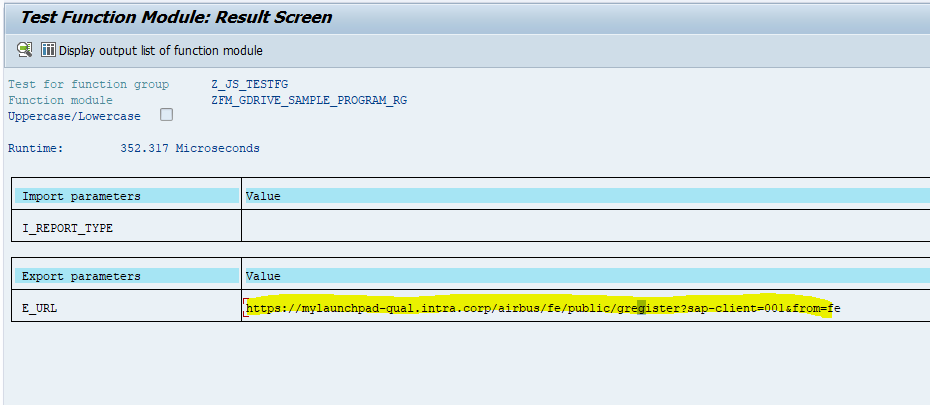 Test Function Module: Result Screen
Display output list of function module
Test for function group Z_JS_TESTFG
Function module ZFM_GDRIVE_SAMPLE_PROGRAM_RG
Uppercase/Lowercase
Runtime: 352.317 Microseconds
Import parameters Value
I_REPORT_TYPE
Export parameters Value
E_URL https://mylaunchpad-qual.intra.corp/airbus/fe/public/gregister?sap-client=001&from=fe